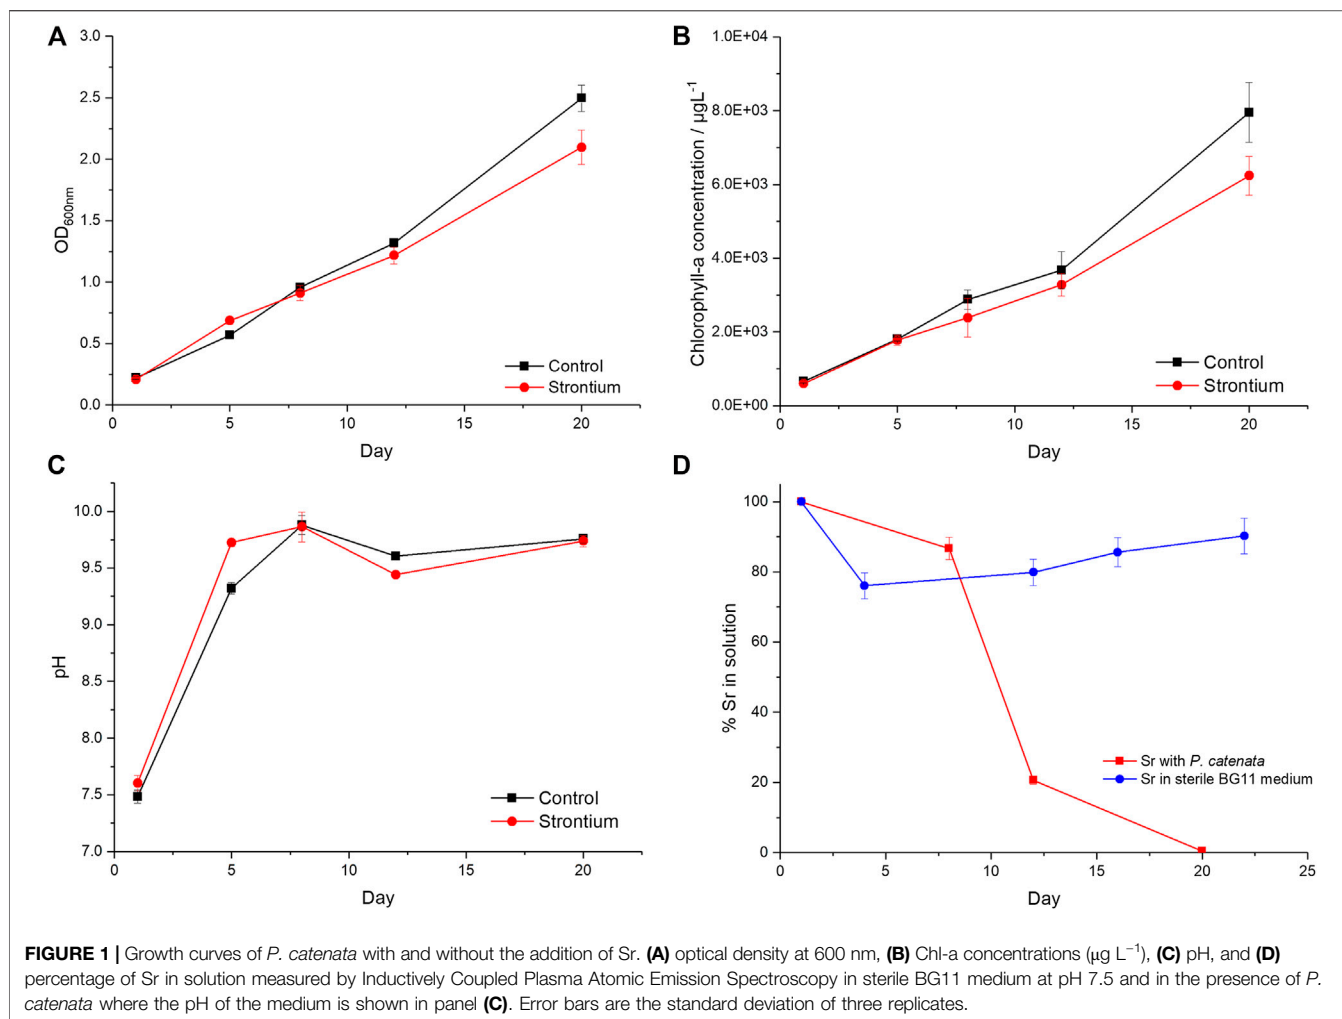 A
3.0
2.5
2.0
1.5
1.0
0.5
0.0
OD600nm
0
5
10
15
20
Day
Control
Strontium
B
1.0E+04
8.0E+03
6.0E+03
4.0E+03
2.0E+03
0.0E+00
Chlorophyll-a concentration / µgL-1
0
5
10
15
20
Day
Control
Strontium
C
10.0
9.5
9.0
8.5
8.0
7.5
7.0
pH
0
5
10
15
20
Day
Control
Strontium
D
100
80
60
40
20
0
% Sr in solution
0
5
10
15
20
25
Day
Sr with P. catenata
Sr in sterile BG11 medium
FIGURE 1 | Growth curves of P. catenata with and without the addition of Sr. (A) optical density at 600 nm, (B) Chl-a concentrations (µg L−1), (C) pH, and (D)
percentage of Sr in solution measured by Inductively Coupled Plasma Atomic Emission Spectroscopy in sterile BG11 medium at pH 7.5 and in the presence of P.
catenata where the pH of the medium is shown in panel (C). Error bars are the standard deviation of three replicates.